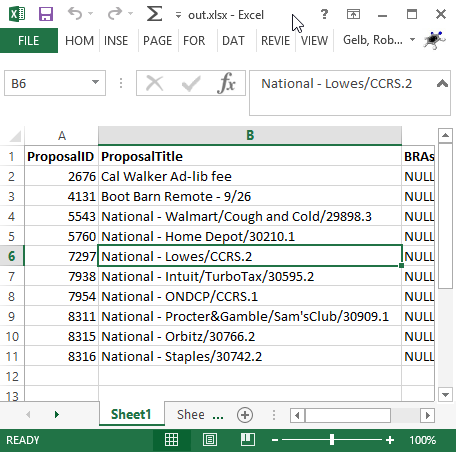 out.xlsx - Excel
?
FILE HOM INSE PAGE FOR DAT REVIE VIEW Gelb, Rob...
B6 fx National - Lowes/CCRS.2
A B
1 ProposalID ProposalTitle BRAs
2 2676 Cal Walker Ad-lib fee NULL
3 4131 Boot Barn Remote - 9/26 NULL
4 5543 National - Walmart/Cough and Cold/29898.3 NULL
5 5760 National - Home Depot/30210.1 NULL
6 7297 National - Lowes/CCRS.2 NULL
7 7938 National - Intuit/TurboTax/30595.2 NULL
8 7954 National - ONDCP/CCRS.1 NULL
9 8311 National - Procter&Gamble/Sam'sClub/30909.1 NULL
10 8315 National - Orbitz/30766.2 NULL
11 8316 National - Staples/30742.2 NULL
12
13
Sheet1 Shee ...
READY 100%